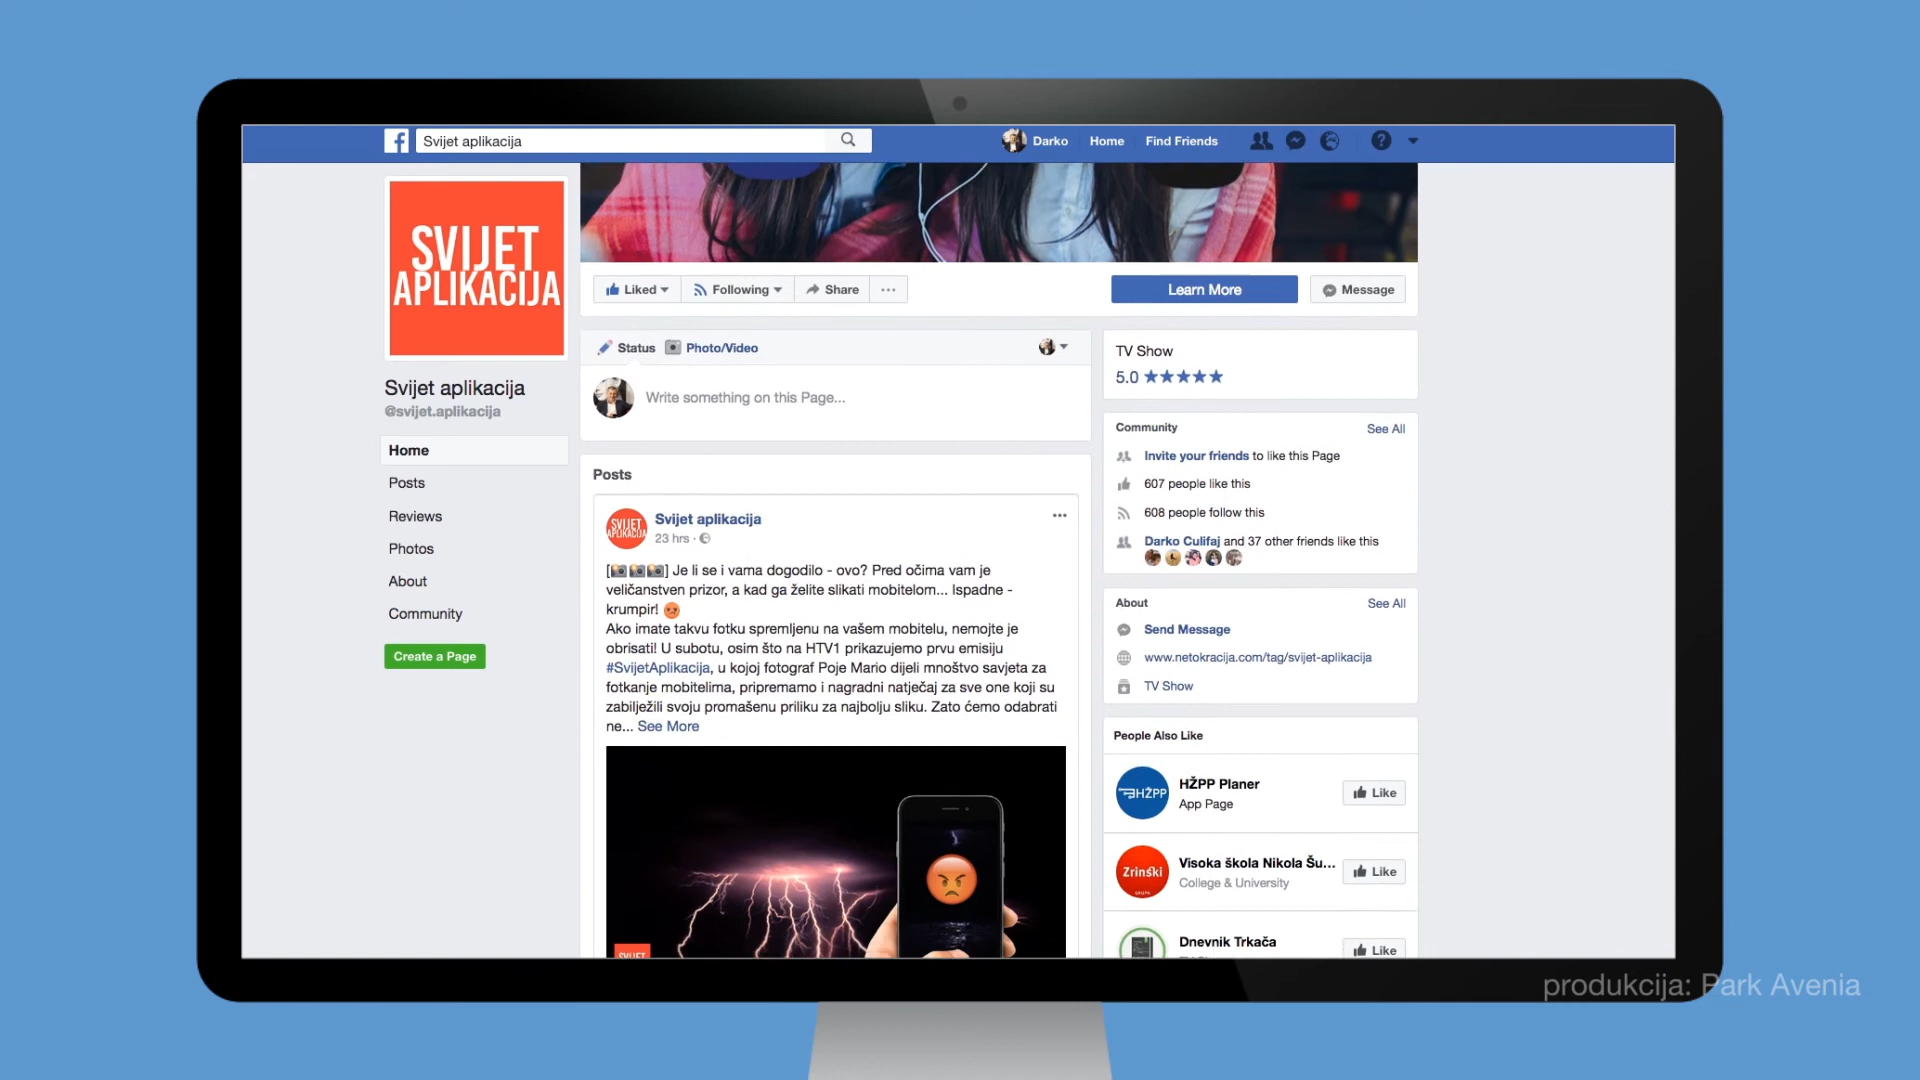 Svijet aplikacija
Darko
Home
Find Friends
SVIJET
APLIKACIJA
Svijet aplikacija
@svijet.aplikacija
Home
Posts
Reviews
Photos
About
Community
Create a Page
Liked
Following
Share
Learn More
Message
Status
Photo/Video
Write something on this Page...
Posts
SVIJET
APLIKACIJA
Svijet aplikacija
23 hrs ·
[📷📷📷] Je li se i vama dogodilo - ovo? Pred očima vam je
veličanstven prizor, a kad ga želite slikati mobitelom... Ispadne -
krumpir! 😡
Ako imate takvu fotku spremljenu na vašem mobitelu, nemojte je
obrisati! U subotu, osim što na HTV1 prikazujemo prvu emisiju
#SvijetAplikacija, u kojoj fotograf Poje Mario dijeli mnoštvo savjeta za
fotkanje mobitelima, pripremamo i nagradni natječaj za sve one koji su
zabilježili svoju promašenu priliku za najbolju sliku. Zato ćemo odabrati
ne... See More
SVIJET
TV Show
5.0 ★★★★★
Community
See All
Invite your friends to like this Page
607 people like this
608 people follow this
Darko Culifaj and 37 other friends like this
About
See All
Send Message
www.netokracija.com/tag/svijet-aplikacija
TV Show
People Also Like
HŽPP
HŽPP Planer
App Page
Like
Zrinski
Visoka škola Nikola Šu...
College & University
Like
Dnevnik Trkača
Like
produkcija: Park Avenia